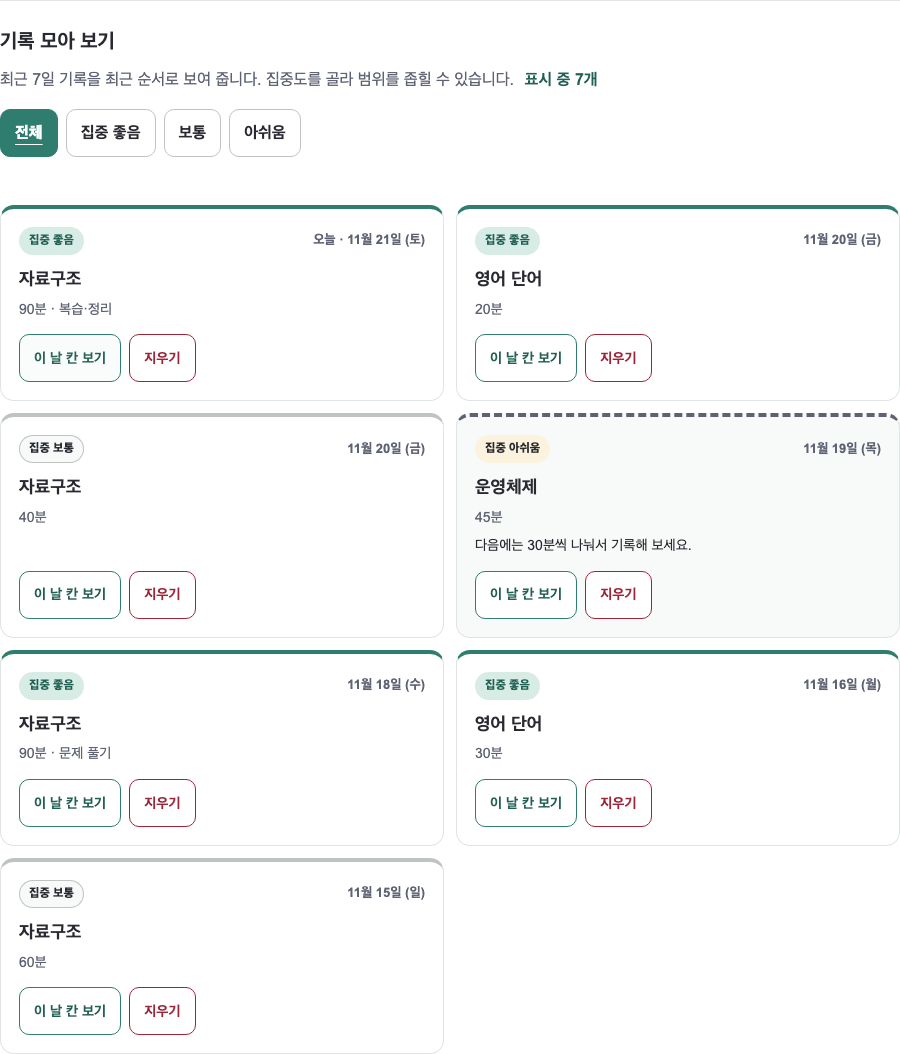 기록 모아 보기
최근 7일 기록을 최근 순서로 보여 줍니다. 집중도를 골라 범위를 좁힐 수 있습니다. 표시 중 7개
전체 집중 좋음 보통 아쉬움
집중 좋음 오늘 · 11월 21일 (토)
자료구조
90분 · 복습·정리
이 날 칸 보기 지우기
집중 좋음 11월 20일 (금)
영어 단어
20분
이 날 칸 보기 지우기
집중 보통 11월 20일 (금)
자료구조
40분
이 날 칸 보기 지우기
집중 아쉬움 11월 19일 (목)
운영체제
45분
다음에는 30분씩 나눠서 기록해 보세요.
이 날 칸 보기 지우기
집중 좋음 11월 18일 (수)
자료구조
90분 · 문제 풀기
이 날 칸 보기 지우기
집중 좋음 11월 16일 (월)
영어 단어
30분
이 날 칸 보기 지우기
집중 보통 11월 15일 (일)
자료구조
60분
이 날 칸 보기 지우기